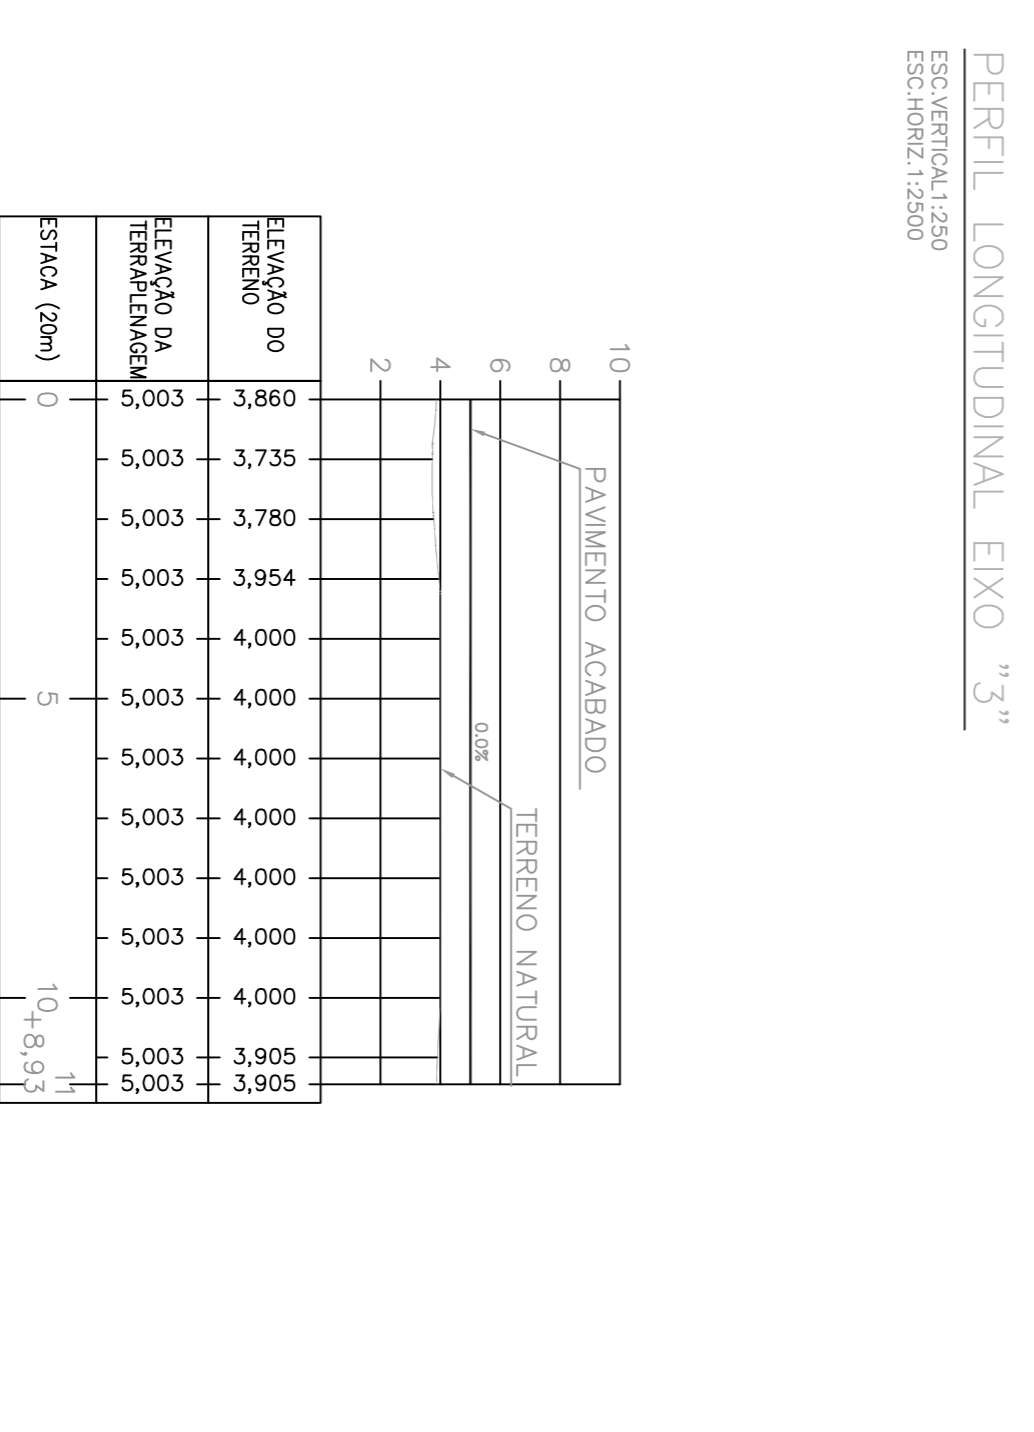 PERFIL LONGITUDINAL EIXO "3"
ESC.VERTICAL1:250
ESC.HORIZ.1:2500
10
8
6
4
2
PAVIMENTO ACABADO
0.0%
TERRENO NATURAL
ELEVAÇÃO DO
TERRENO
3,860 3,735 3,780 3,954 4,000 4,000 4,000 4,000 4,000 4,000 4,000 3,905 3,905
ELEVAÇÃO DA
TERRAPLENAGEM
5,003 5,003 5,003 5,003 5,003 5,003 5,003 5,003 5,003 5,003 5,003 5,003 5,003
ESTACA (20m)
0 5 10 11
+8,93